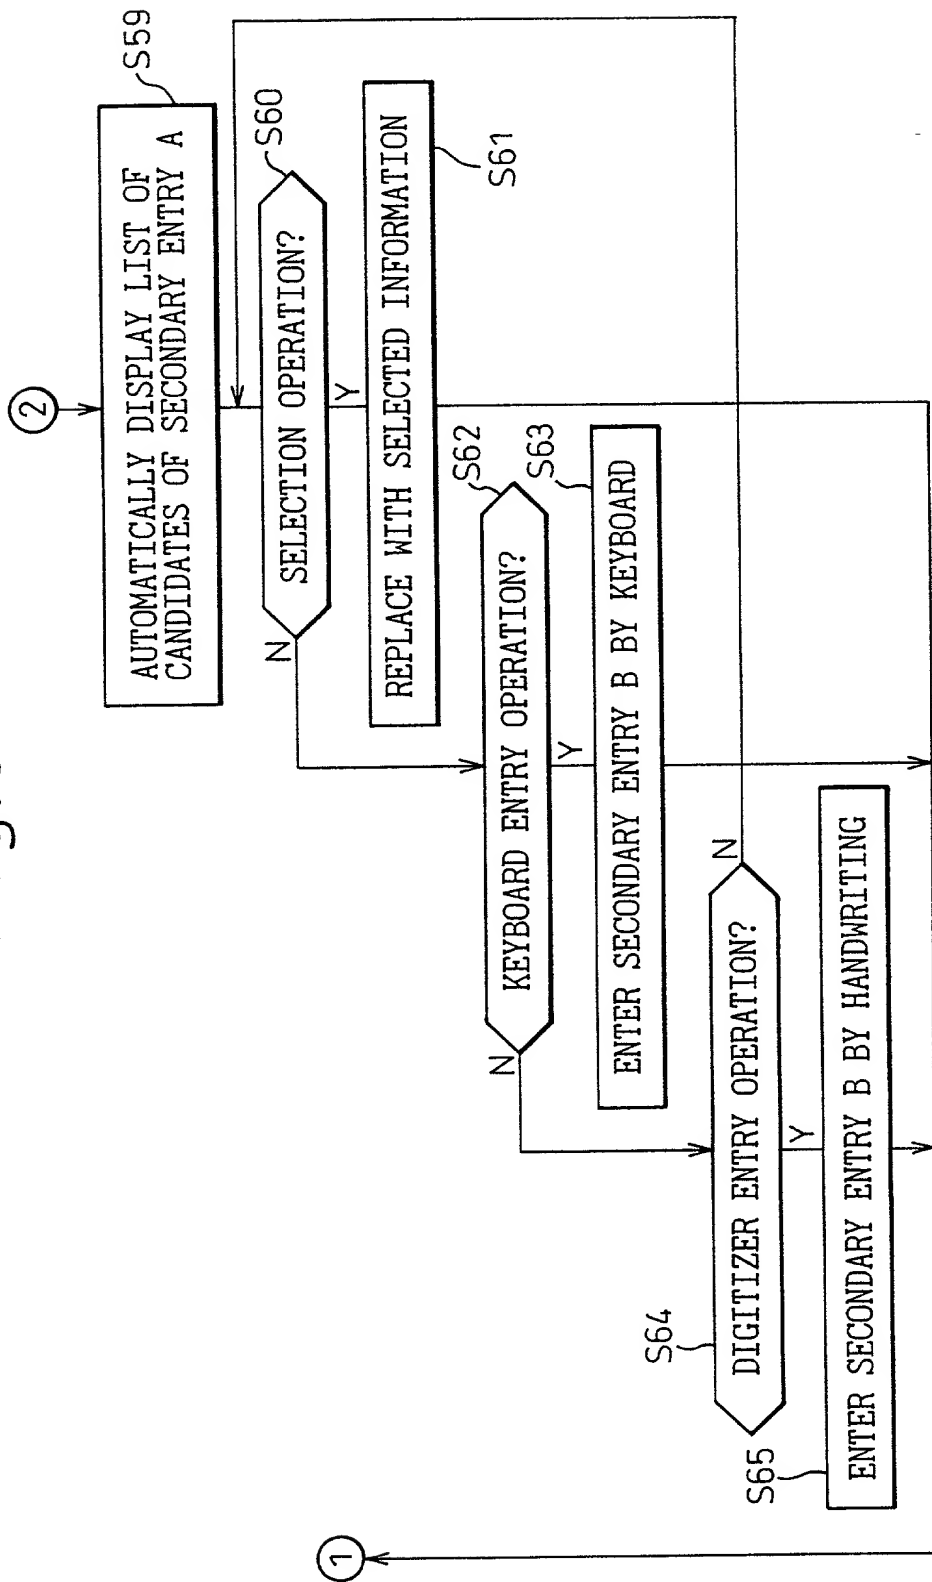 2
AUTOMATICALLY DISPLAY LIST OF
CANDIDATES OF SECONDARY ENTRY A
S59
SELECTION OPERATION?
S60
N
Y
REPLACE WITH SELECTED INFORMATION
S61
KEYBOARD ENTRY OPERATION?
S62
N
Y
ENTER SECONDARY ENTRY B BY KEYBOARD
S63
DIGITIZER ENTRY OPERATION?
S64
N
Y
ENTER SECONDARY ENTRY B BY HANDWRITING
S65
1